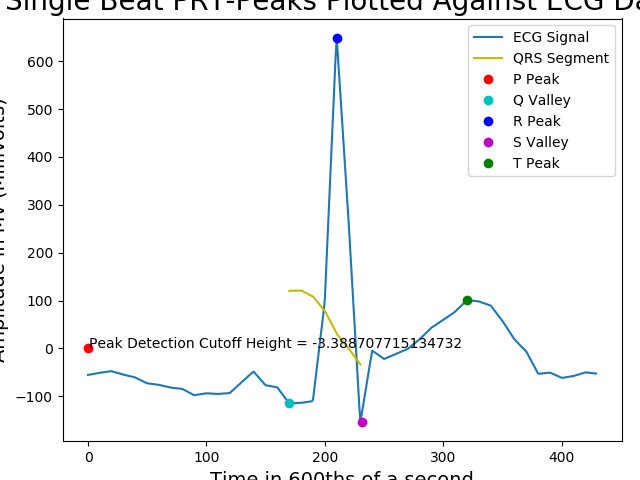 Single Beat PRT-Peaks Plotted Against ECG Da
ECG Signal
QRS Segment
P Peak
Q Valley
R Peak
S Valley
T Peak
600
500
400
300
200
100
0
−100
Peak Detection Cutoff Height = -3.388707715134732
0 100 200 300 400
Time in 600ths of a second
Amplitude in MV (Millivolts)